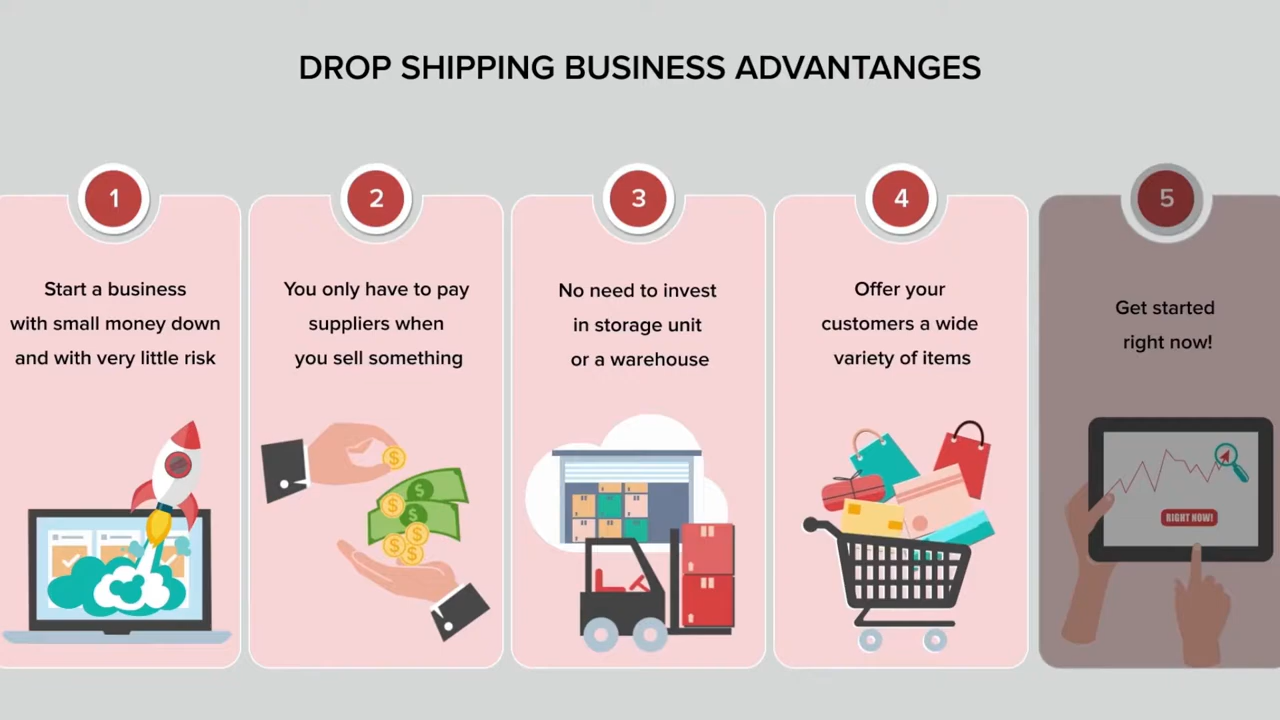 DROP SHIPPING BUSINESS ADVANTANGES
1
Start a business
with small money down
and with very little risk
2
You only have to pay
suppliers when
you sell something
3
No need to invest
in storage unit
or a warehouse
4
Offer your
customers a wide
variety of items
5
Get started
right now!
RIGHT NOW!